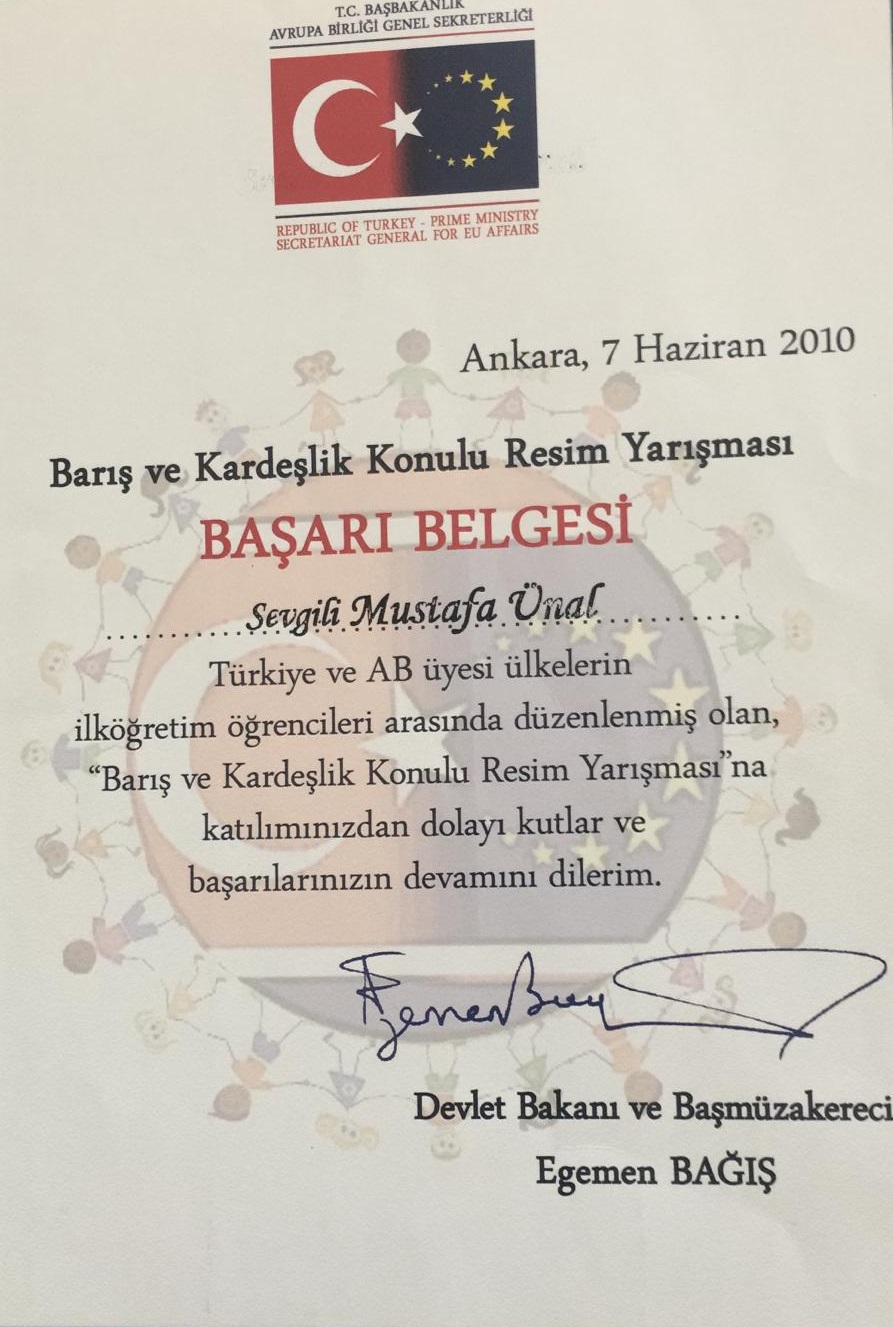 T.C. BAŞBAKANLIK
AVRUPA BİRLİĞİ GENEL SEKRETERLİĞİ
REPUBLIC OF TURKEY - PRIME MINISTRY
SECRETARIAT GENERAL FOR EU AFFAIRS
Ankara, 7 Haziran 2010
Barış ve Kardeşlik Konulu Resim Yarışması
BAŞARI BELGESİ
Sevgili Mustafa Ünal
Türkiye ve AB üyesi ülkelerin
ilköğretim öğrencileri arasında düzenlenmiş olan,
“Barış ve Kardeşlik Konulu Resim Yarışması”na
katılımınızdan dolayı kutlar ve
başarılarınızın devamını dilerim.
Devlet Bakanı ve Başmüzakereci
Egemen BAĞIŞ